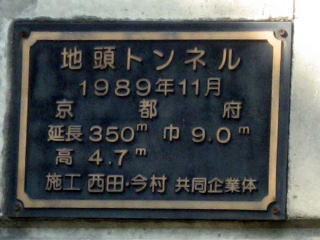 地頭トンネル
1989年11月
京都府
延長350m 巾9.0m
高4.7m
施工 西田・今村 共同企業体